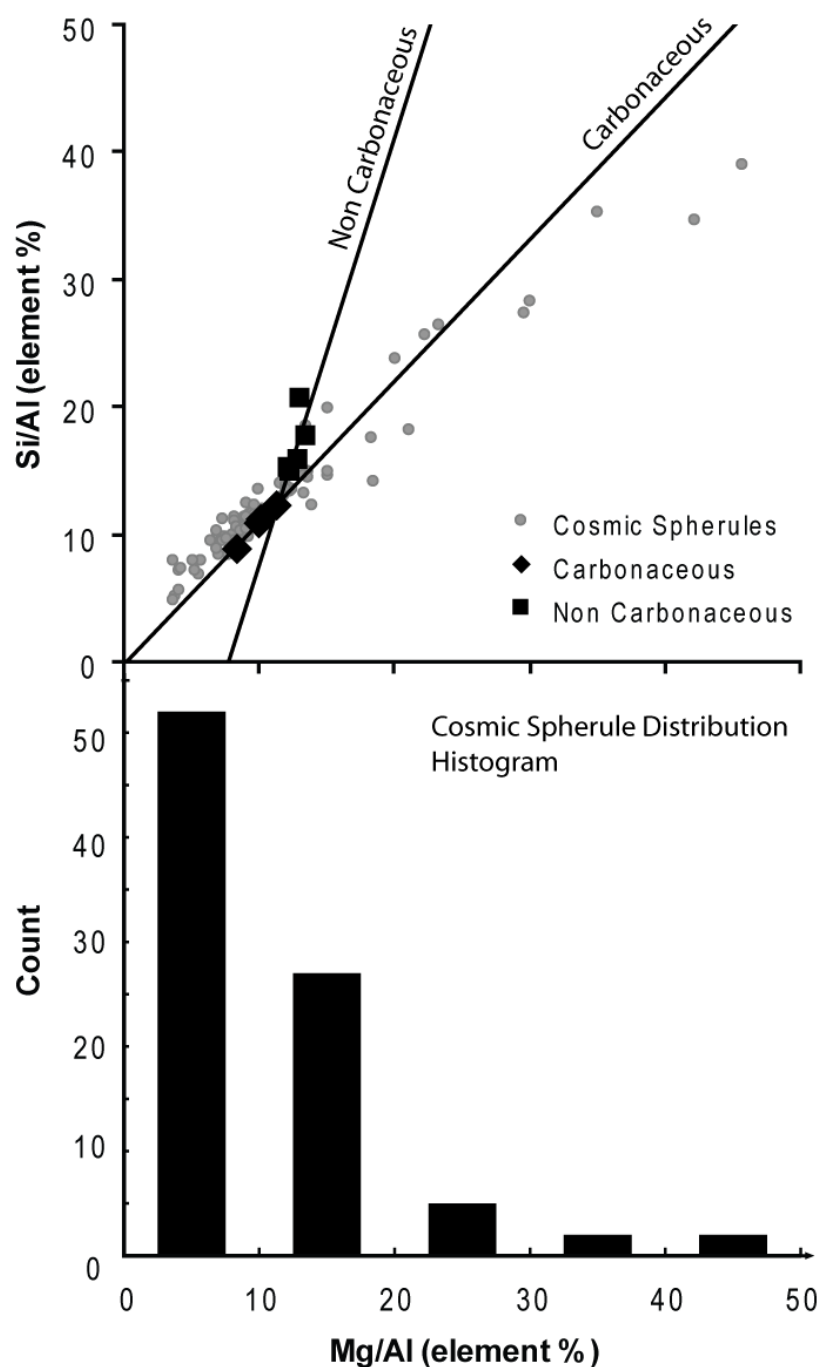 50
40
30
20
10
0
Si/Al (element %)
Non Carbonaceous
Carbonaceous
Cosmic Spherules
Carbonaceous
Non Carbonaceous
Cosmic Spherule Distribution
Histogram
50
40
30
20
10
0
Count
0 10 20 30 40 50
Mg/Al (element %)